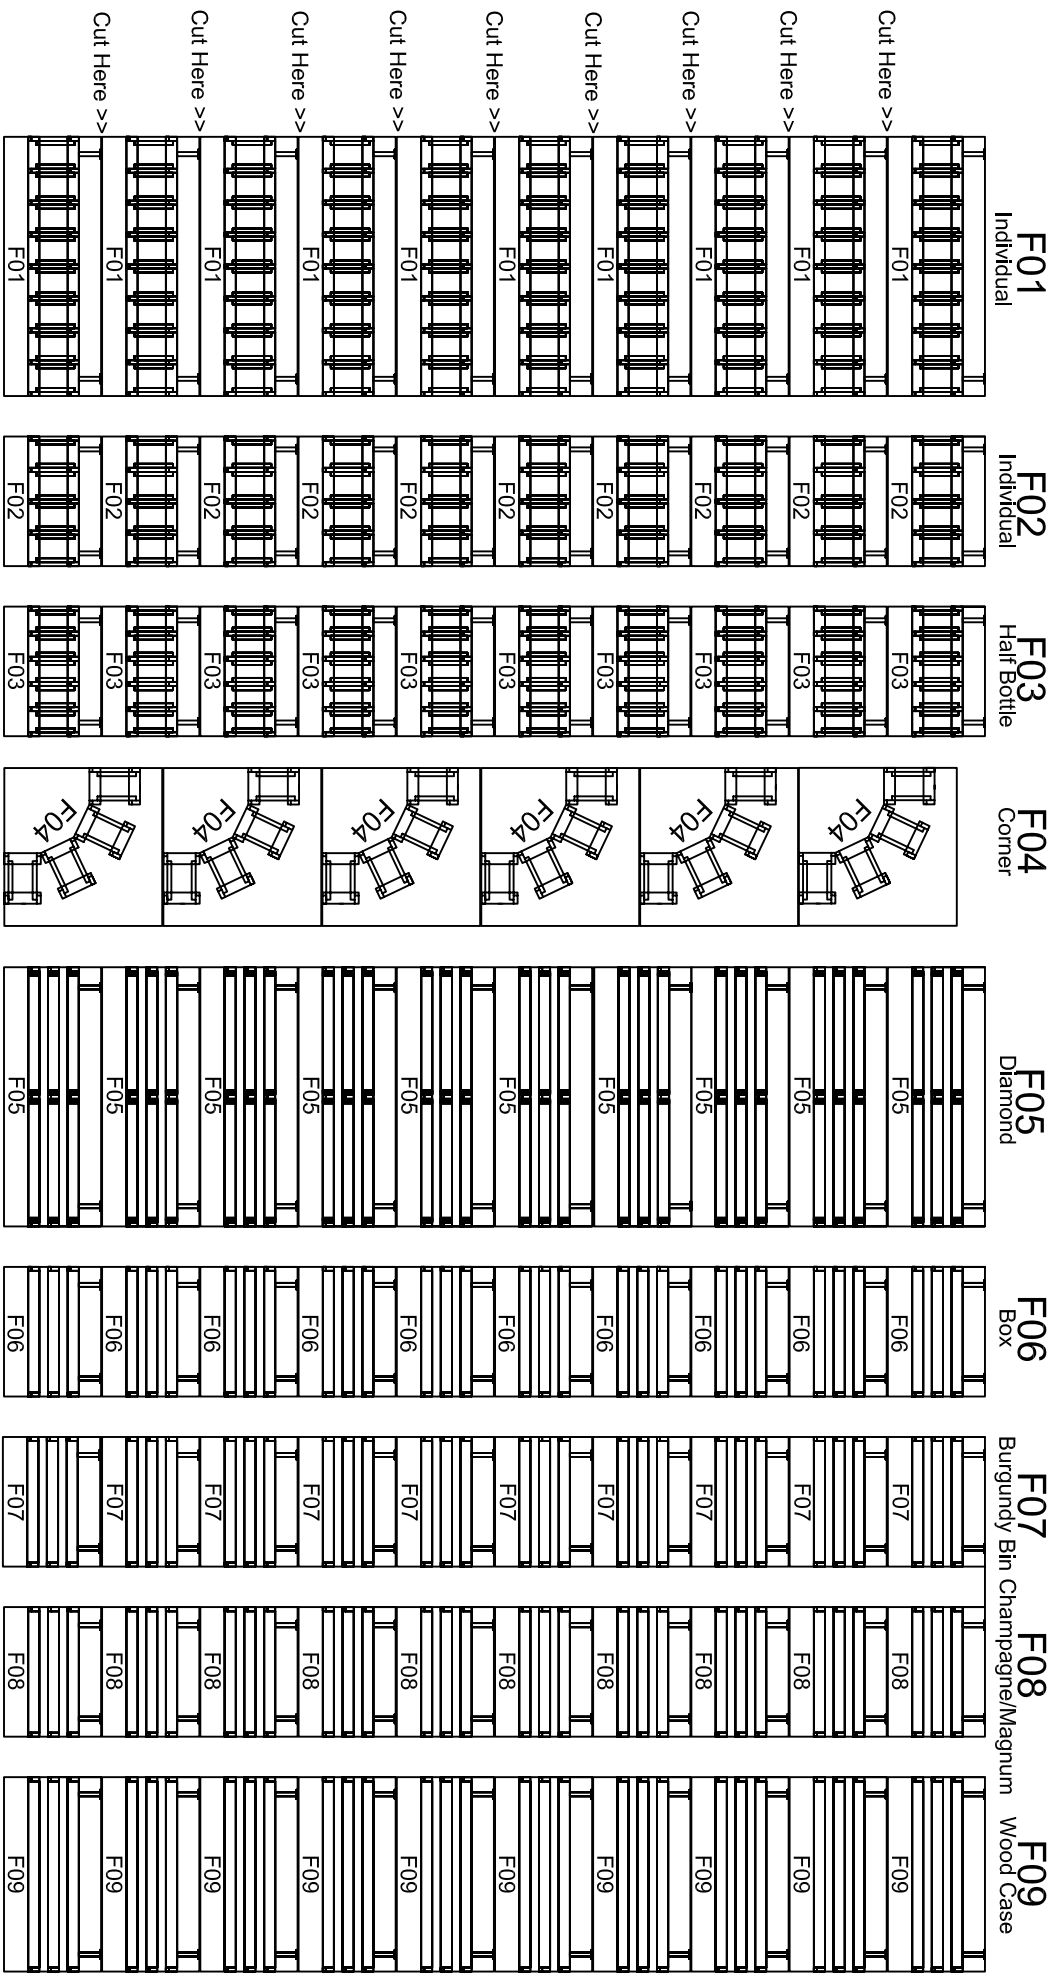 F01 F02 F03 F04 F05 F06 F07 F08 F09
Individual Individual Half Bottle Corner Diamond Box Burgundy Bin Champagne/Magnum Wood Case
F01 F02 F03 F05 F06 F07 F08 F09
Cut Here >>
F04
F01 F02 F03 F05 F06 F07 F08 F09
Cut Here >>
F01 F02 F03 F05 F06 F07 F08 F09
Cut Here >>
F04
F01 F02 F03 F05 F06 F07 F08 F09
Cut Here >>
F04
F01 F02 F03 F05 F06 F07 F08 F09
Cut Here >>
F01 F02 F03 F05 F06 F07 F08 F09
Cut Here >>
F04
F01 F02 F03 F05 F06 F07 F08 F09
Cut Here >>
F01 F02 F03 F05 F06 F07 F08 F09
F04
Cut Here >>
F01 F02 F03 F05 F06 F07 F08 F09
Cut Here >>
F04
F01 F02 F03 F05 F06 F07 F08 F09